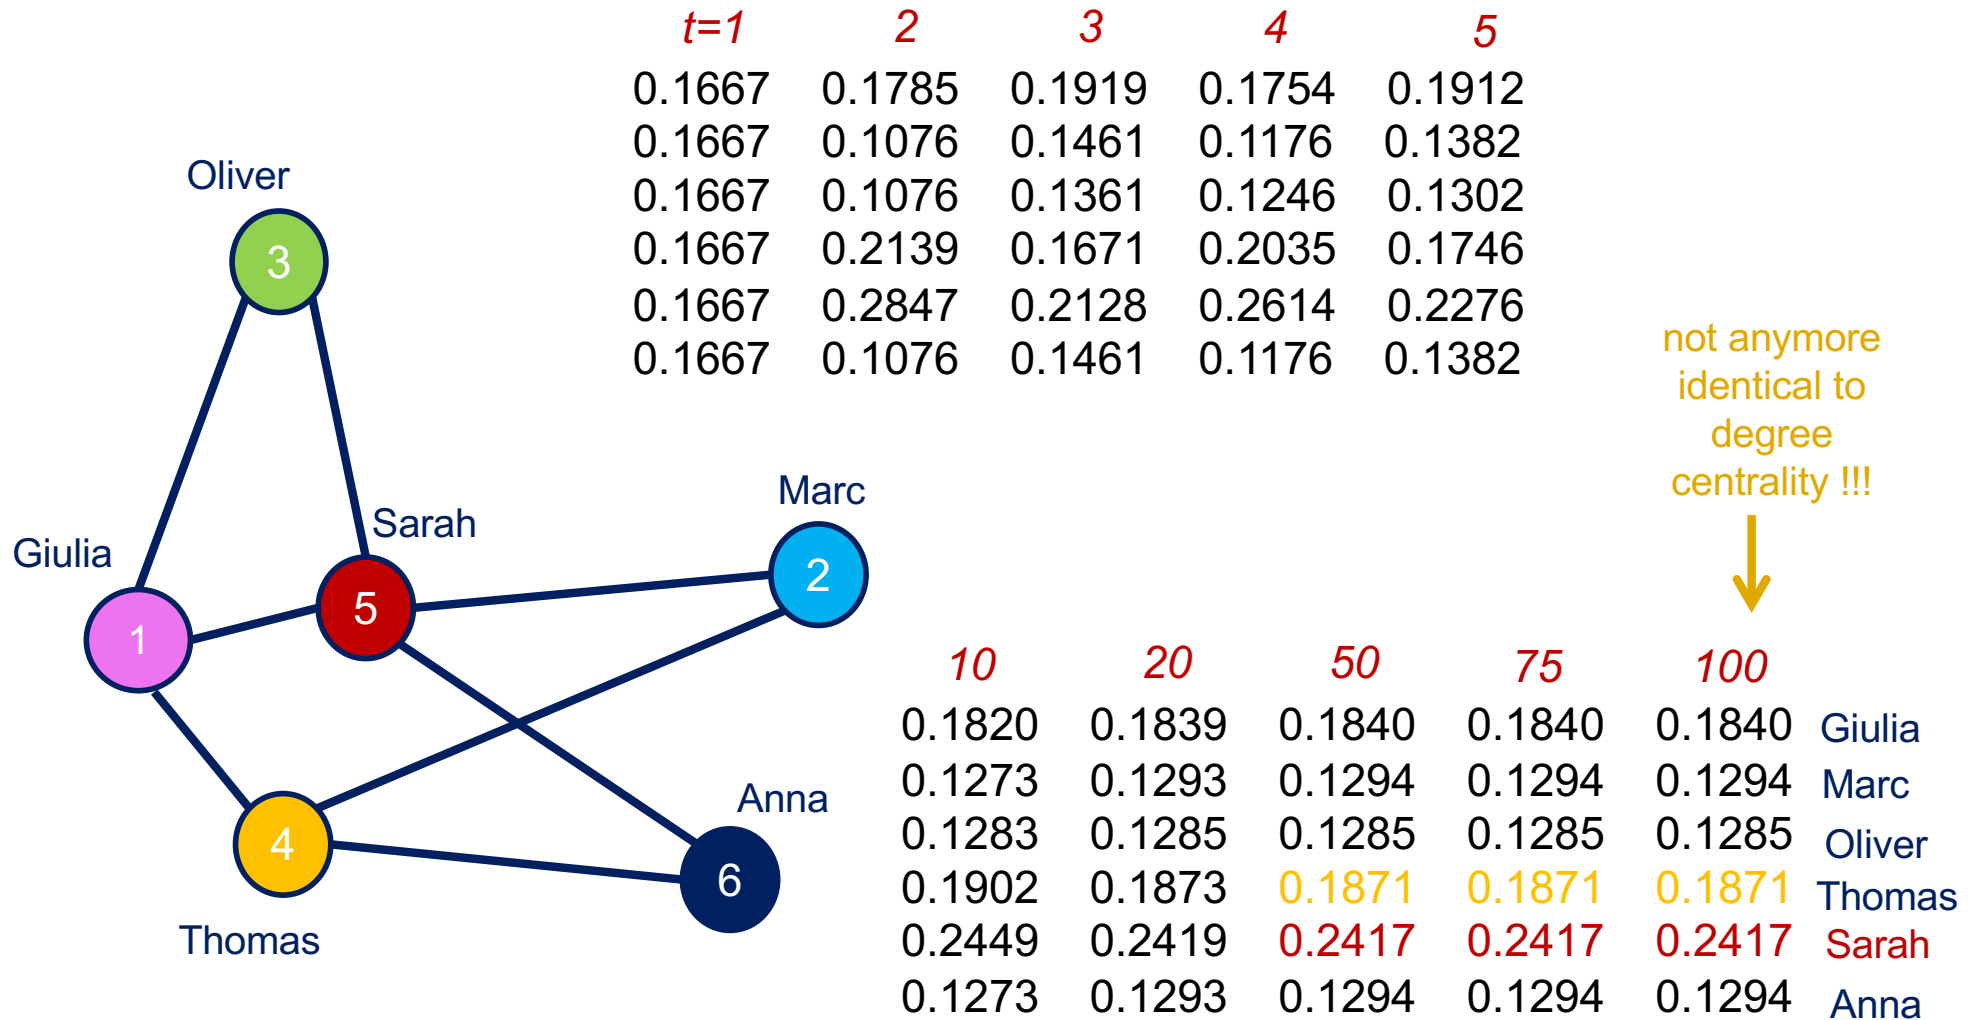 t=1 2 3 4 5
0.1667 0.1785 0.1919 0.1754 0.1912
0.1667 0.1076 0.1461 0.1176 0.1382
0.1667 0.1076 0.1361 0.1246 0.1302
0.1667 0.2139 0.1671 0.2035 0.1746
0.1667 0.2847 0.2128 0.2614 0.2276
0.1667 0.1076 0.1461 0.1176 0.1382
Oliver
3
Giulia
1
Sarah
5
Marc
2
Thomas
4
Anna
6
not anymore
identical to
degree
centrality !!!
10 20 50 75 100
0.1820 0.1839 0.1840 0.1840 0.1840 Giulia
0.1273 0.1293 0.1294 0.1294 0.1294 Marc
0.1283 0.1285 0.1285 0.1285 0.1285 Oliver
0.1902 0.1873 0.1871 0.1871 0.1871 Thomas
0.2449 0.2419 0.2417 0.2417 0.2417 Sarah
0.1273 0.1293 0.1294 0.1294 0.1294 Anna